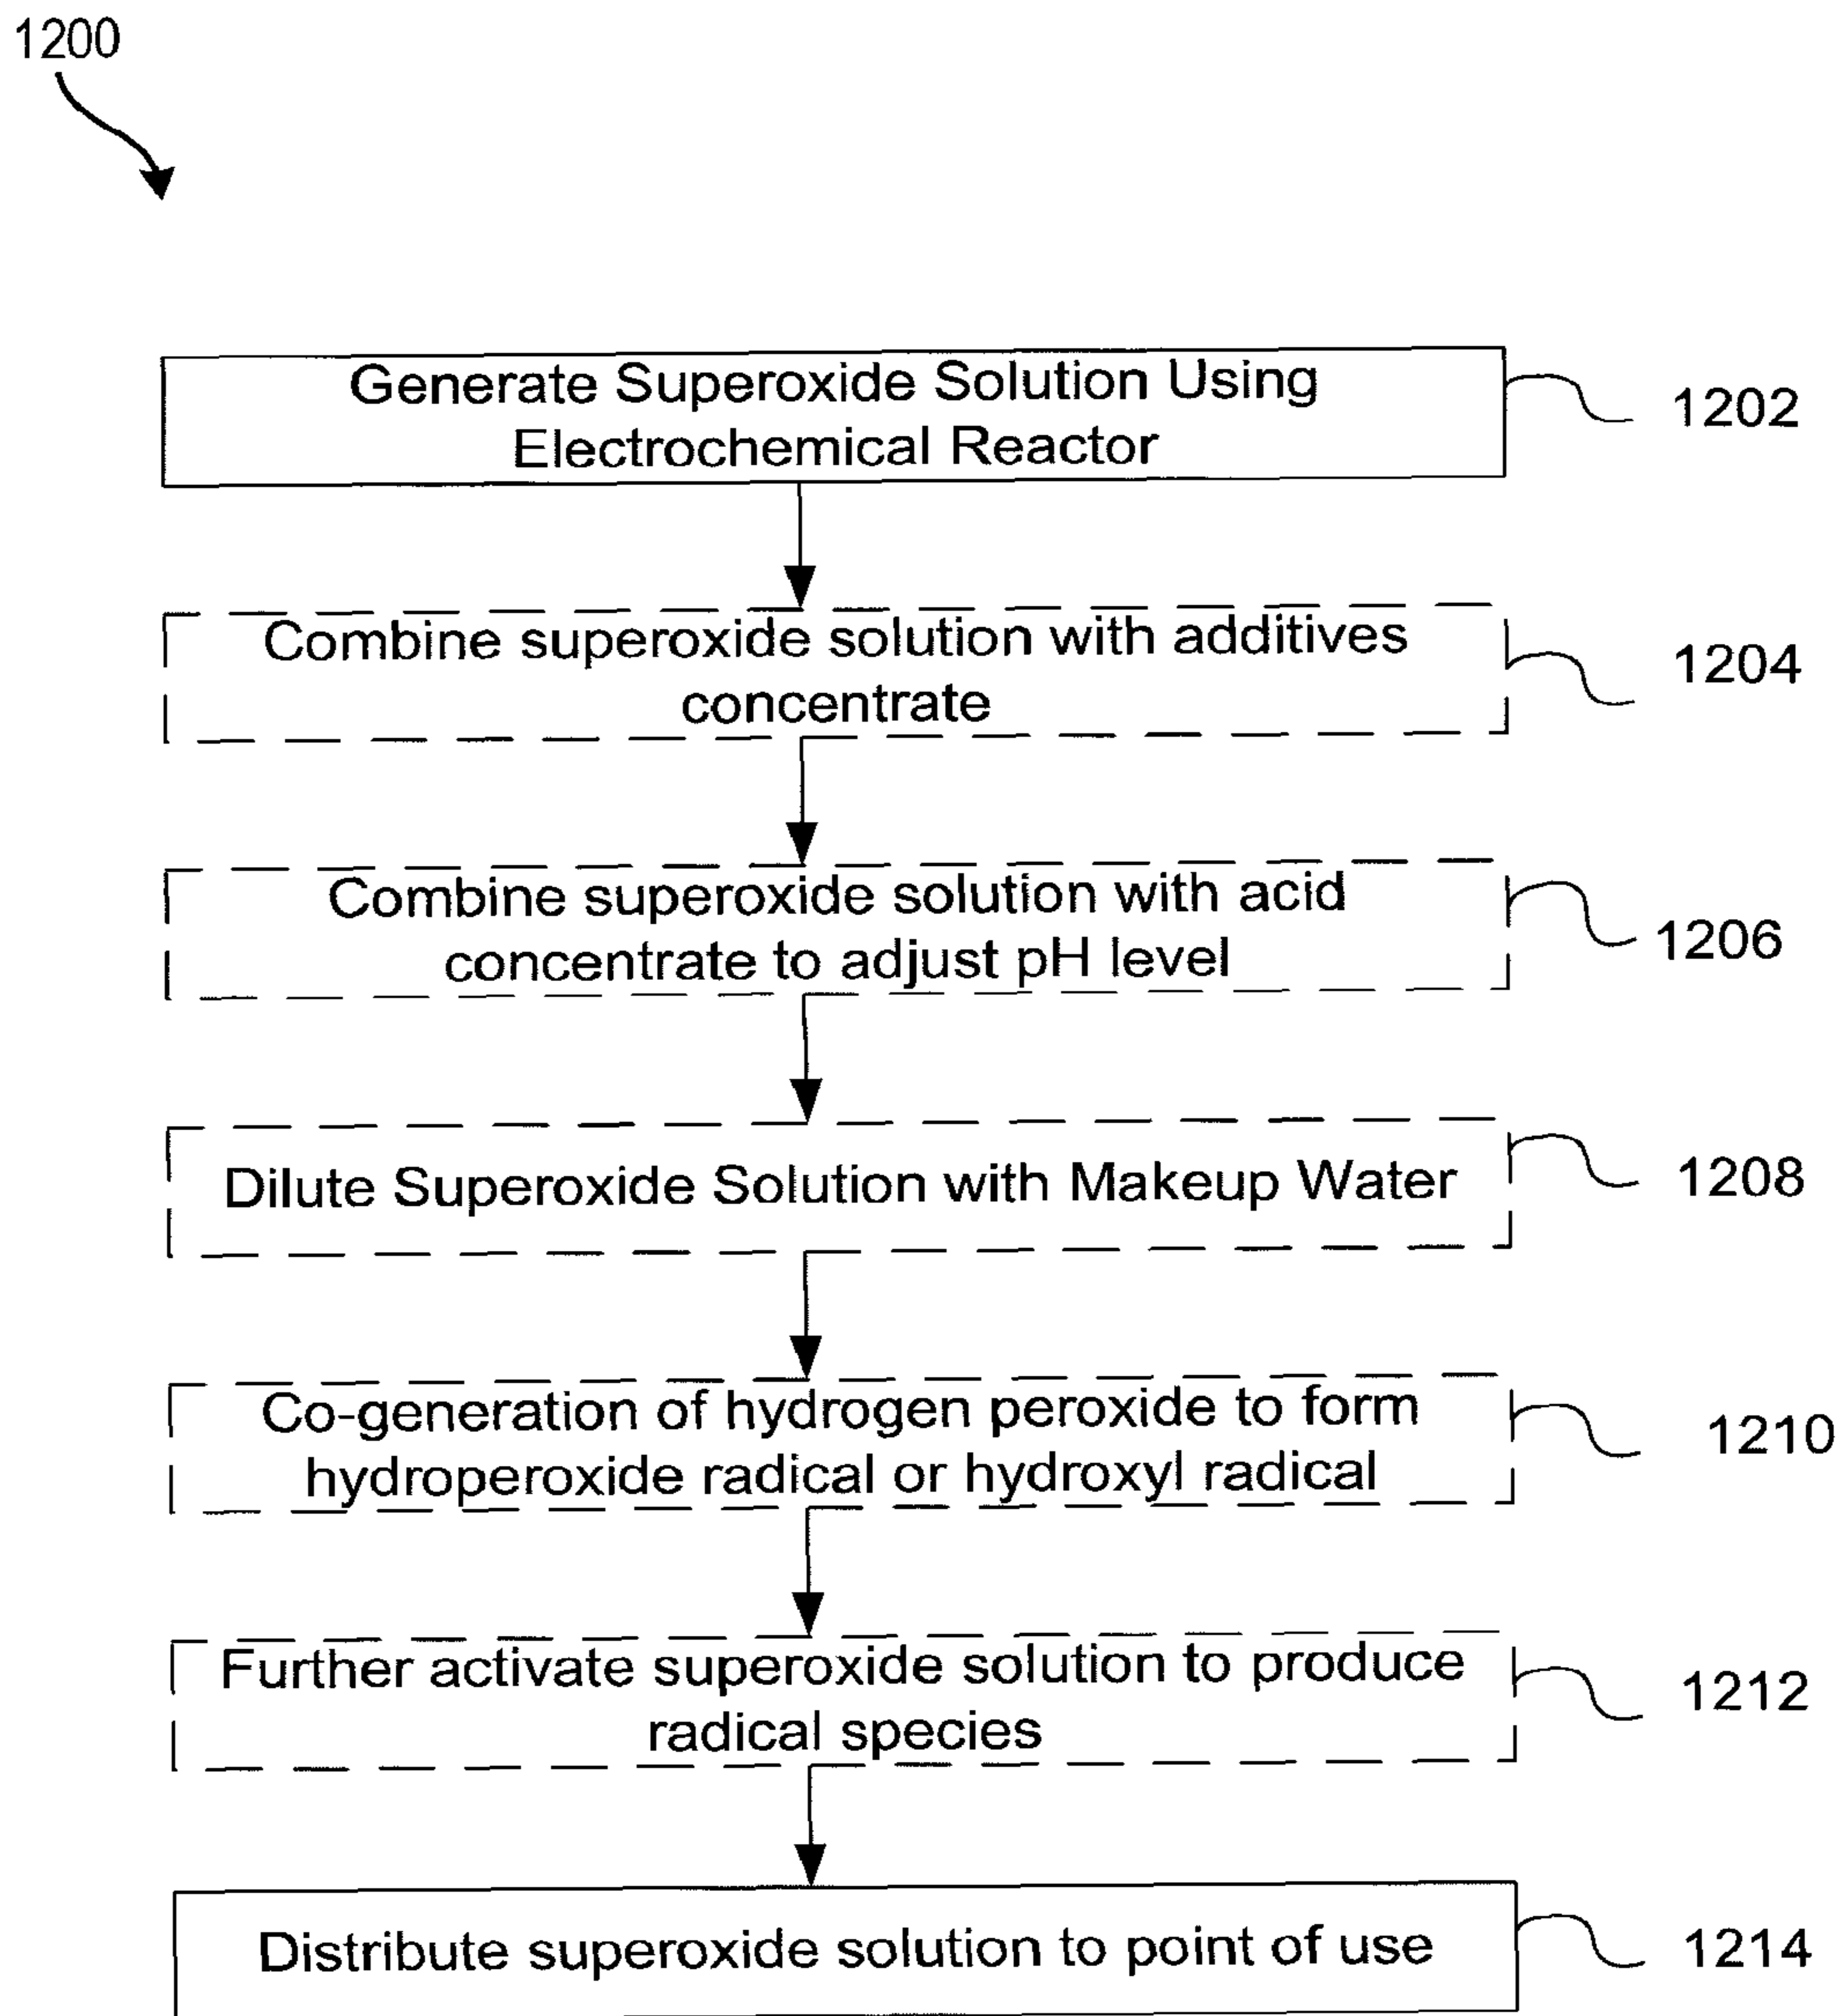 1200
Generate Superoxide Solution Using
Electrochemical Reactor
1202
Combine superoxide solution with additives
concentrate
1204
Combine superoxide solution with acid
concentrate to adjust pH level
1206
Dilute Superoxide Solution with Makeup Water
1208
Co-generation of hydrogen peroxide to form
hydroperoxide radical or hydroxyl radical
1210
Further activate superoxide solution to produce
radical species
1212
Distribute superoxide solution to point of use
1214